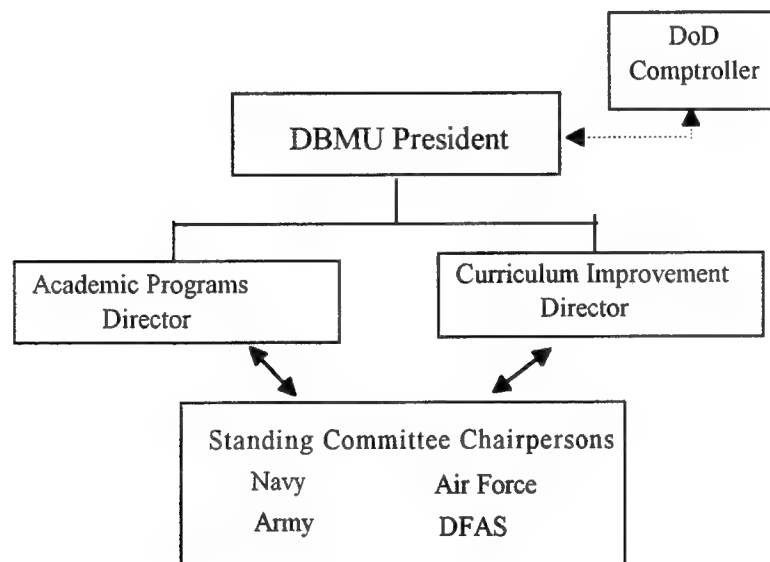 DoD
Comptroller
DBMU President
Academic Programs
Director
Curriculum Improvement
Director
Standing Committee Chairpersons
Navy Air Force
Army DFAS